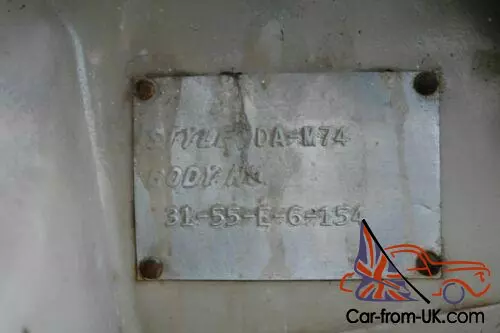 STYLE DA-M74
BODY NO.
31-55-E-6-154
Car-from-UK.com